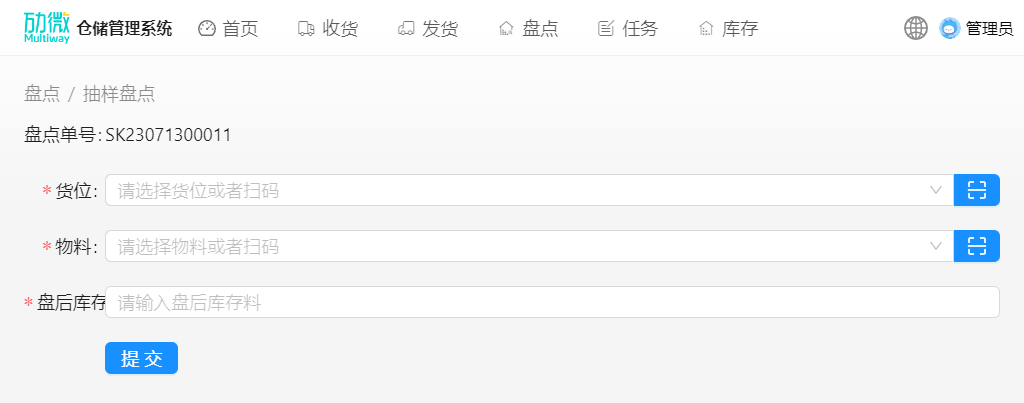 劢微 Multiway 仓储管理系统 首页 收货 发货 盘点 任务 库存 管理员
盘点 / 抽样盘点
盘点单号: SK23071300011
* 货位: 请选择货位或者扫码
* 物料: 请选择物料或者扫码
* 盘后库存 请输入盘后库存料
提 交